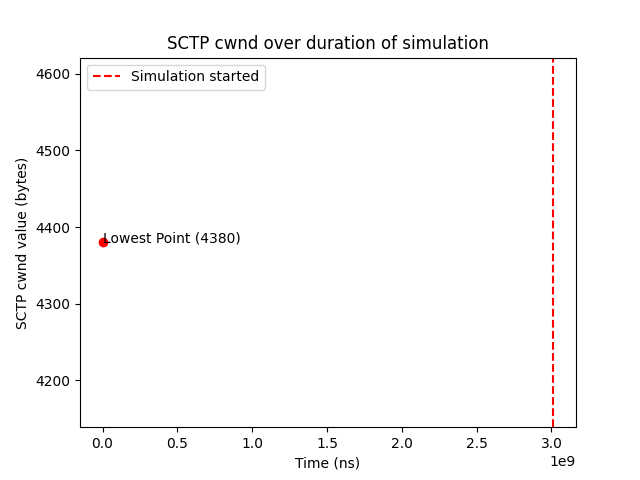 SCTP cwnd over duration of simulation
4600
Simulation started
4500
4400
Lowest Point (4380)
4300
4200
SCTP cwnd value (bytes)
0.0 0.5 1.0 1.5 2.0 2.5 3.0
1e9
Time (ns)